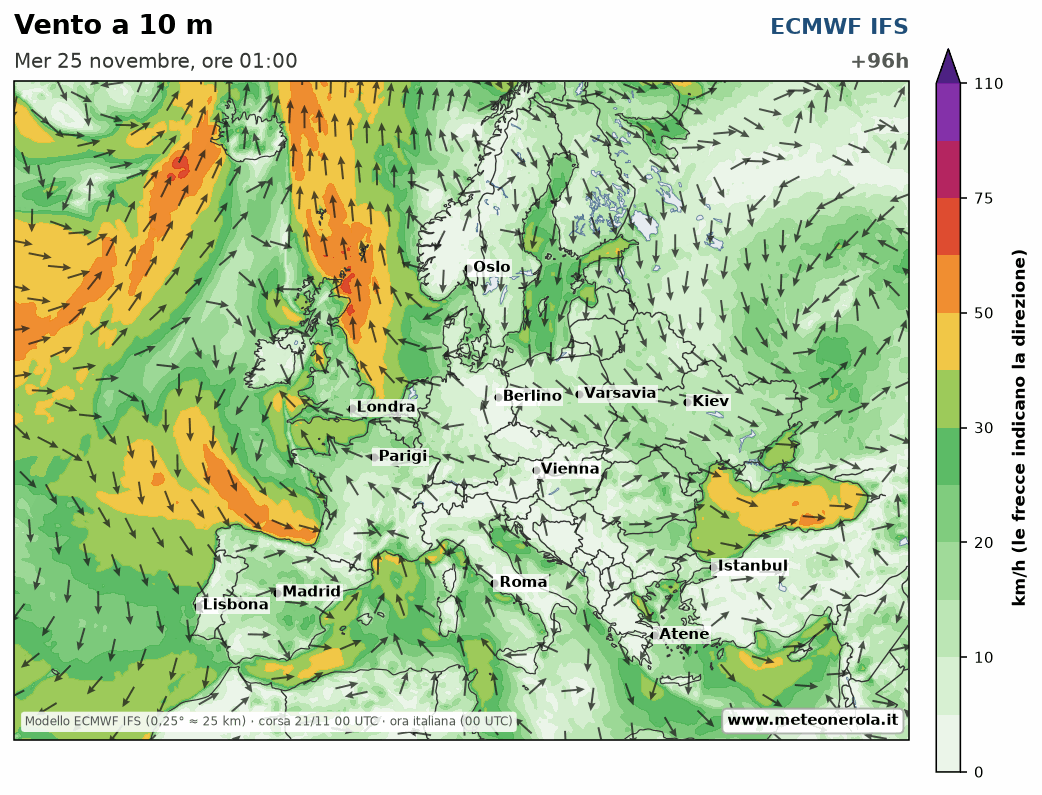 Vento a 10 m
ECMWF IFS
Mer 25 novembre, ore 01:00
+96h
110
75
50
30
20
10
0
km/h (le frecce indicano la direzione)
Oslo
Berlino
Varsavia
Kiev
Londra
Parigi
Vienna
Istanbul
Roma
Madrid
Lisbona
Atene
Modello ECMWF IFS (0,25° ≈ 25 km) · corsa 21/11 00 UTC · ora italiana (00 UTC)
www.meteonerola.it